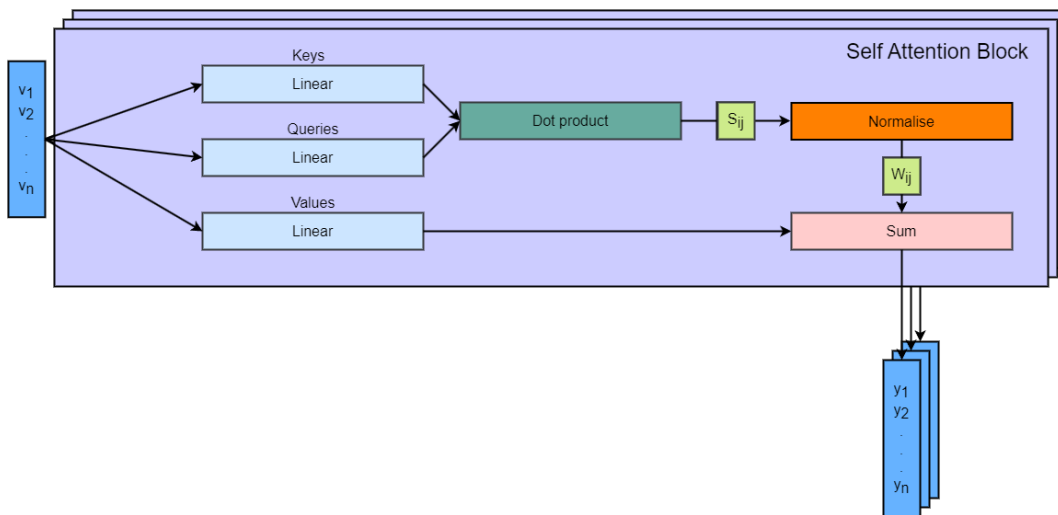 Self Attention Block
Keys
Linear
Queries
Linear
Values
Linear
Dot product
Sij
Normalise
Wij
Sum
v1
v2
.
.
.
vn
y1
y2
.
.
.
yn